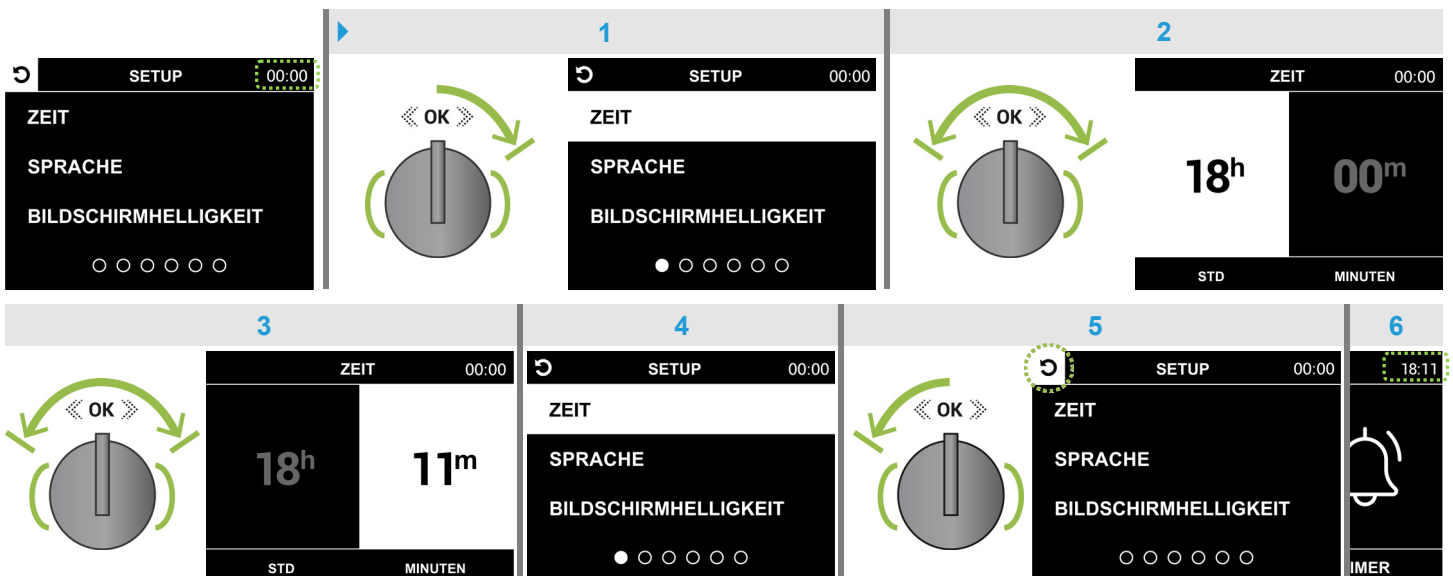 SETUP 00:00
ZEIT
SPRACHE
BILDSCHIRMHELLIGKEIT
1
OK
SETUP 00:00
ZEIT
SPRACHE
BILDSCHIRMHELLIGKEIT
2
OK
ZEIT 00:00
18h 00m
STD MINUTEN
3
OK
ZEIT 00:00
18h 11m
STD MINUTEN
4
SETUP 00:00
ZEIT
SPRACHE
BILDSCHIRMHELLIGKEIT
5
OK
SETUP 00:00
ZEIT
SPRACHE
BILDSCHIRMHELLIGKEIT
6
18:11
IMER